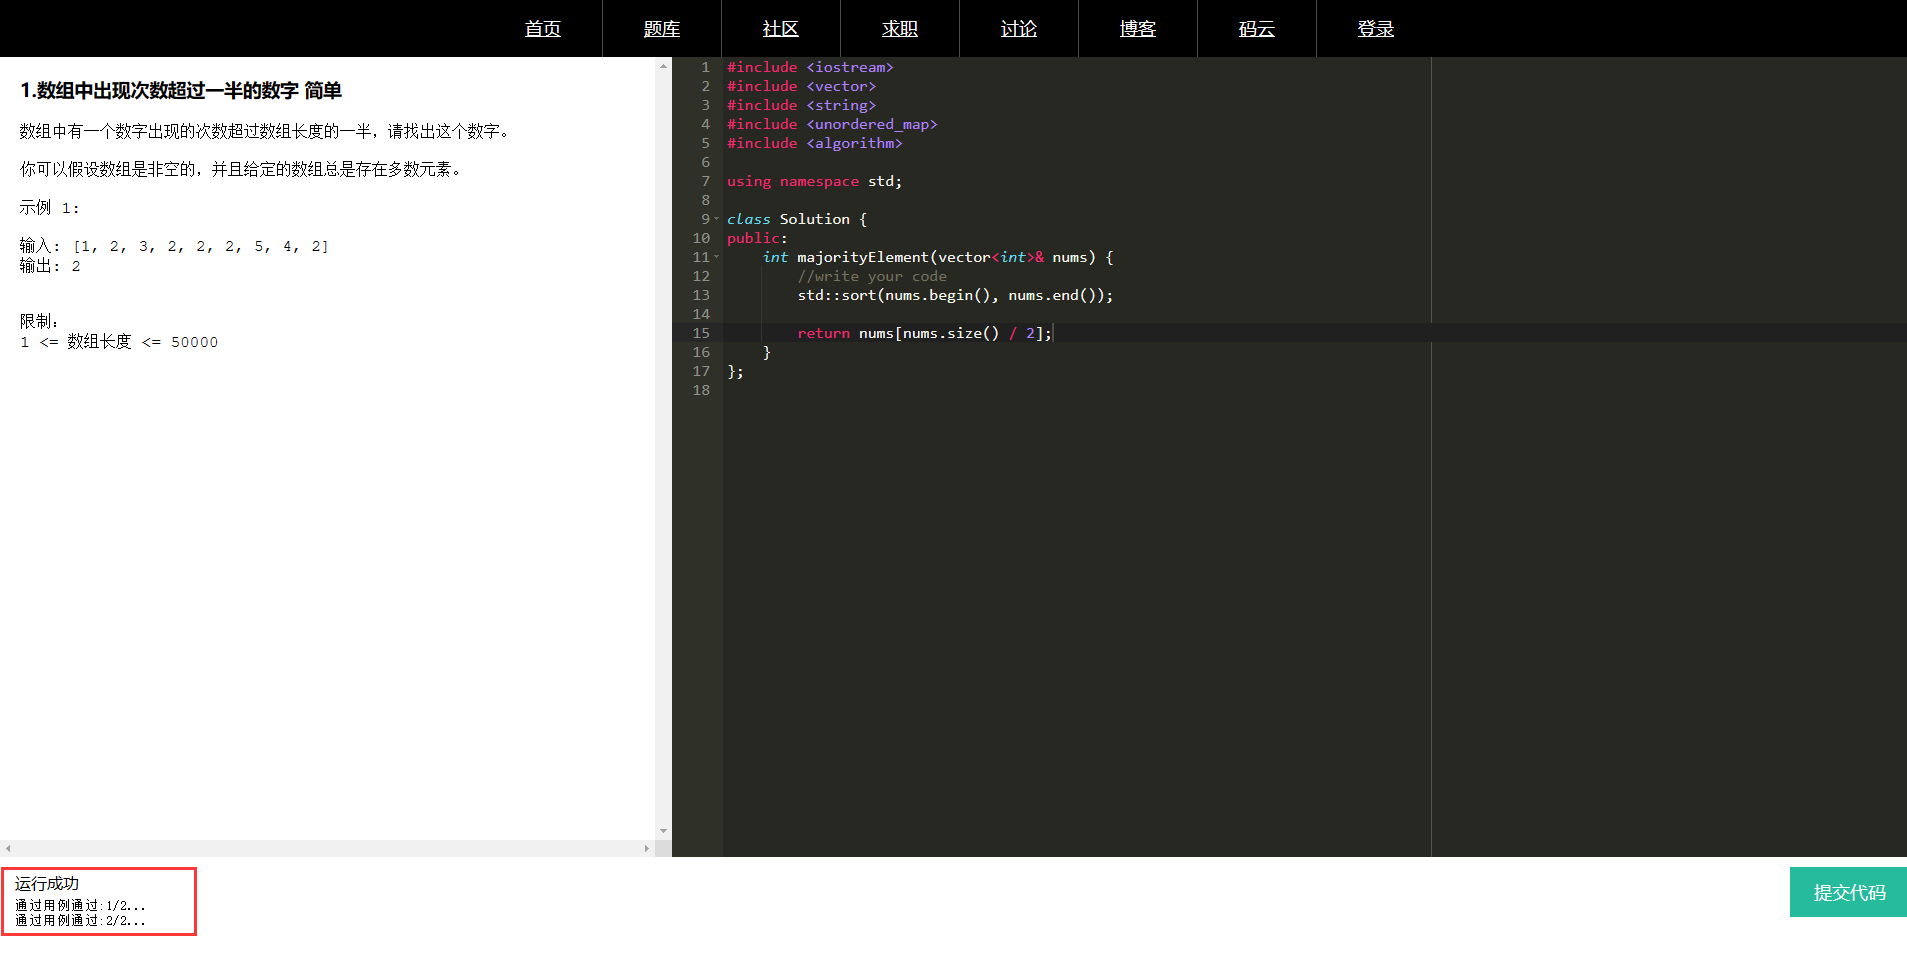 首页 题库 社区 求职 讨论 博客 码云 登录
1.数组中出现次数超过一半的数字 简单
数组中有一个数字出现的次数超过数组长度的一半，请找出这个数字。
你可以假设数组是非空的，并且给定的数组总是存在多数元素。
示例 1:
输入: [1, 2, 3, 2, 2, 2, 5, 4, 2]
输出: 2
限制：
1 <= 数组长度 <= 50000
1 #include <iostream>
2 #include <vector>
3 #include <string>
4 #include <unordered_map>
5 #include <algorithm>
6
7 using namespace std;
8
9 class Solution {
10 public:
11     int majorityElement(vector<int>& nums) {
12         //write your code
13         std::sort(nums.begin(), nums.end());
14
15         return nums[nums.size() / 2];
16     }
17 };
18
运行成功
通过用例通过:1/2...
通过用例通过:2/2...
提交代码